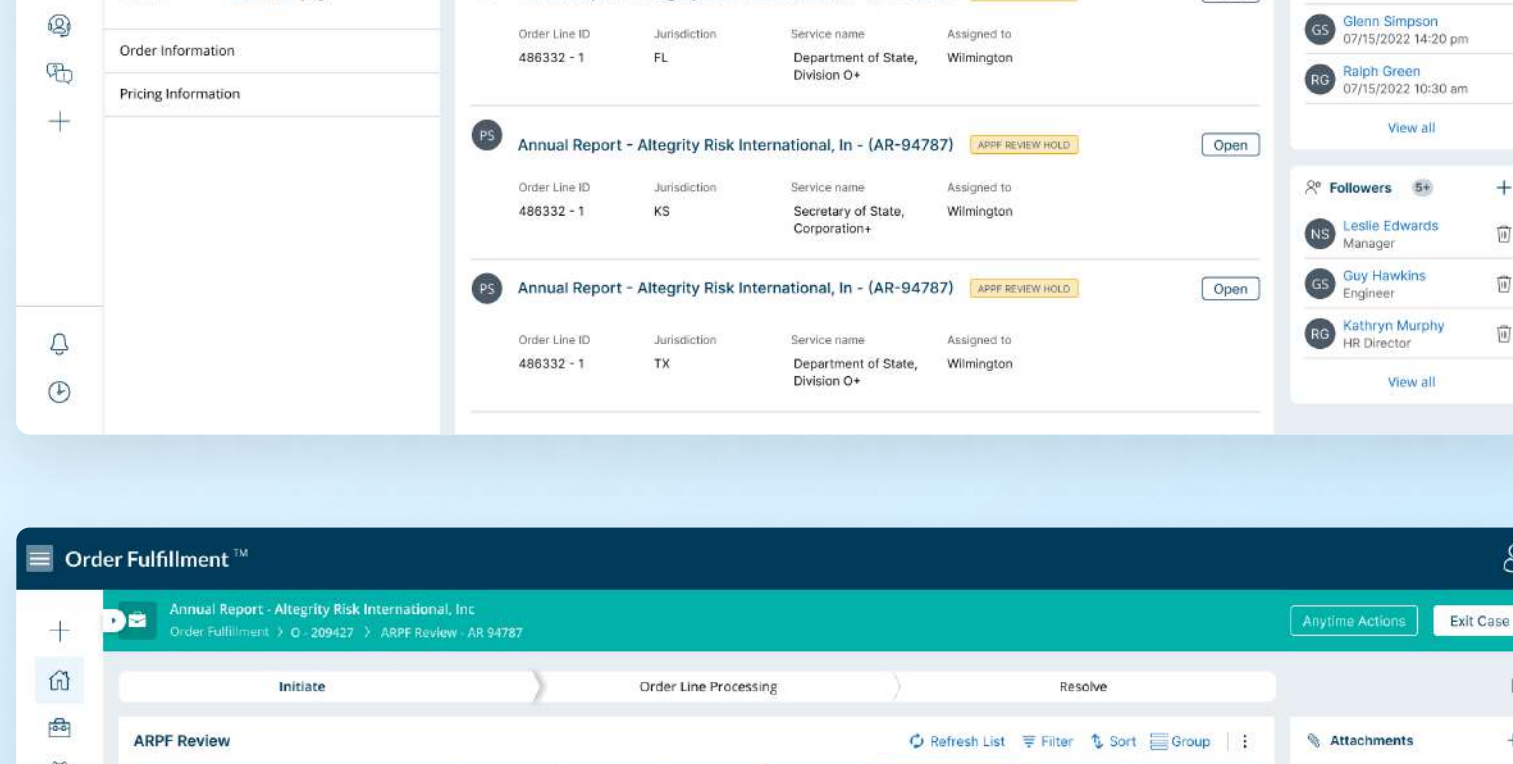 Order Information
Pricing Information
Order Line ID Jurisdiction Service name Assigned to
486332 - 1 FL Department of State, Wilmington
Division O+
PS Annual Report - Altegrity Risk International, In - (AR-94787) APPF REVIEW HOLD Open
Order Line ID Jurisdiction Service name Assigned to
486332 - 1 KS Secretary of State, Wilmington
Corporation+
PS Annual Report - Altegrity Risk International, In - (AR-94787) APPF REVIEW HOLD Open
Order Line ID Jurisdiction Service name Assigned to
486332 - 1 TX Department of State, Wilmington
Division O+
GS Glenn Simpson
07/15/2022 14:20 pm
RG Ralph Green
07/15/2022 10:30 am
View all
Followers 5+
NS Leslie Edwards
Manager
GS Guy Hawkins
Engineer
RG Kathryn Murphy
HR Director
View all
Order Fulfillment TM
Annual Report - Altegrity Risk International, Inc
Order Fulfillment > O - 209427 > ARPF Review - AR 94787
Anytime Actions Exit Case
Initiate Order Line Processing Resolve
ARPF Review Refresh List Filter Sort Group
Attachments